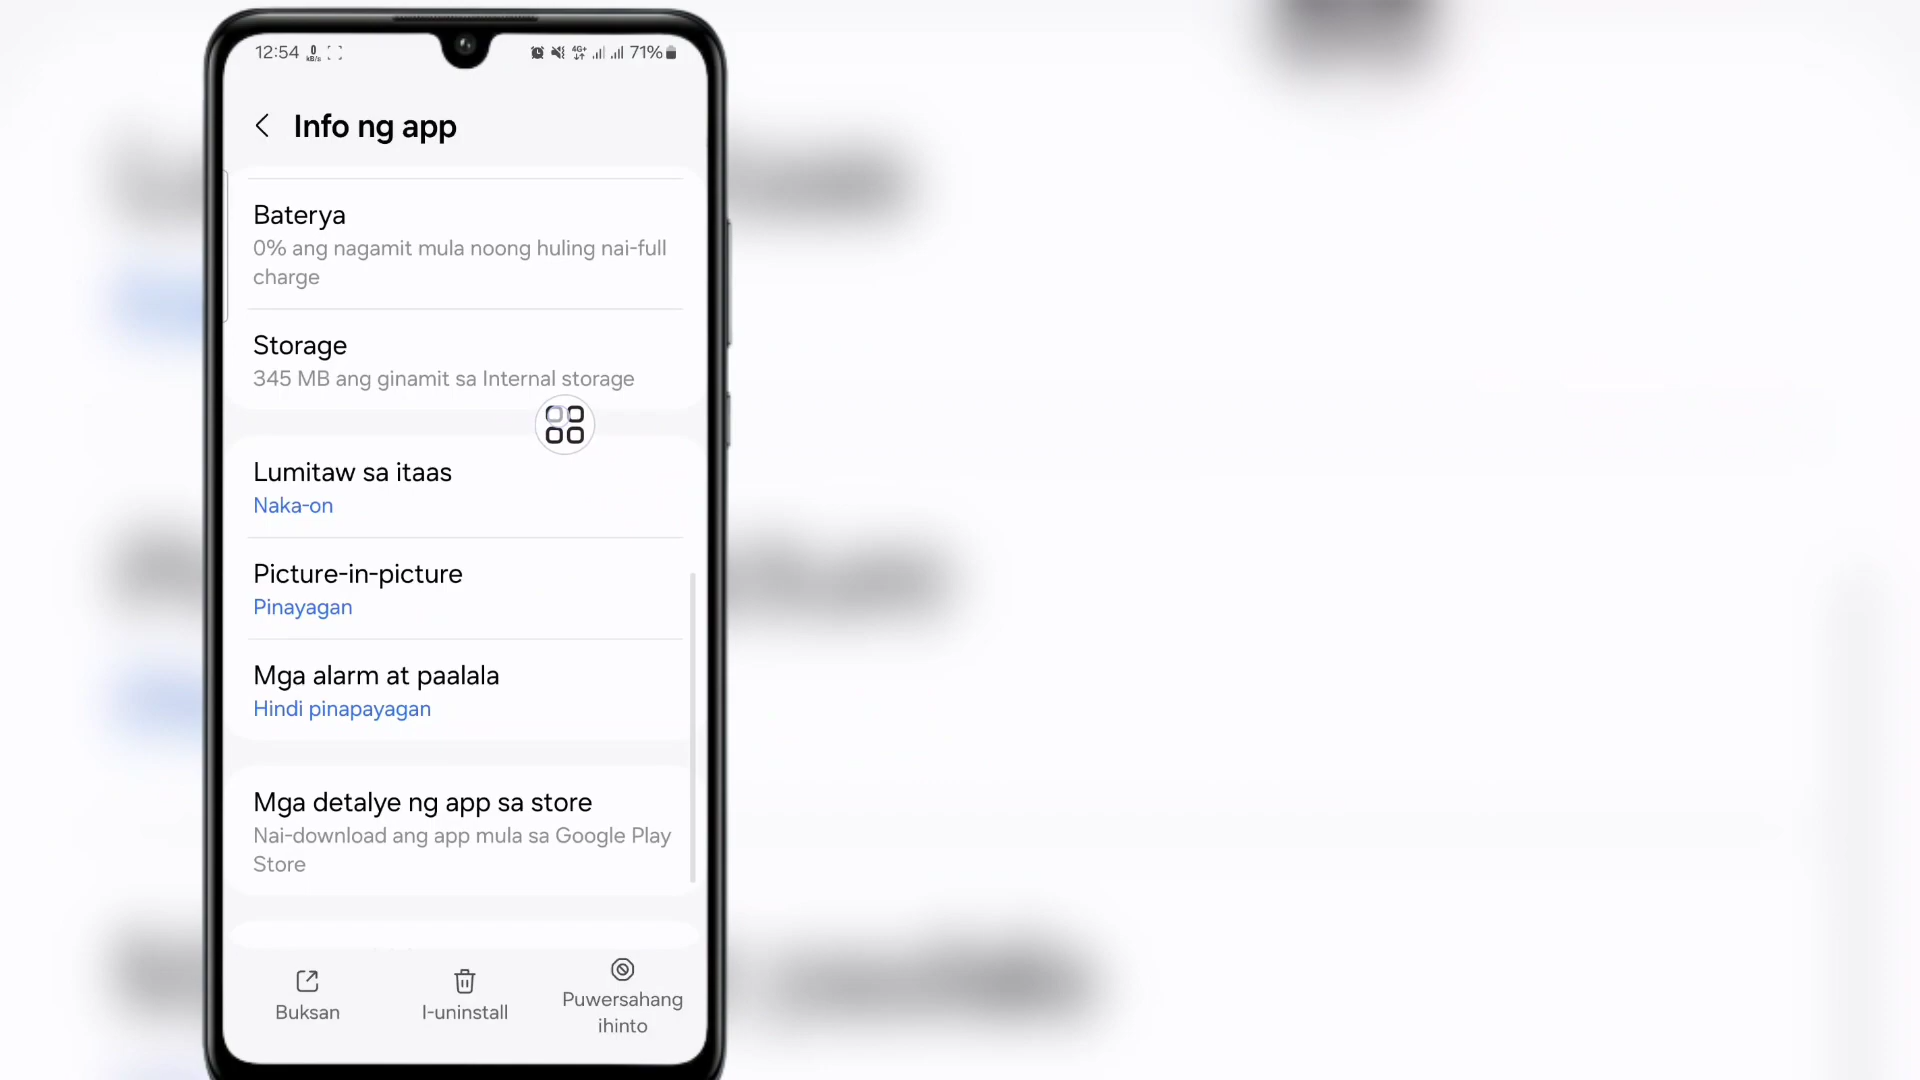 12:54 0 kB/s 4G+ 71%
Info ng app
Baterya
0% ang nagamit mula noong huling nai-full
charge
Storage
345 MB ang ginamit sa Internal storage
Lumitaw sa itaas
Naka-on
Picture-in-picture
Pinayagan
Mga alarm at paalala
Hindi pinapayagan
Mga detalye ng app sa store
Nai-download ang app mula sa Google Play
Store
Buksan
I-uninstall
Puwersahang
ihinto